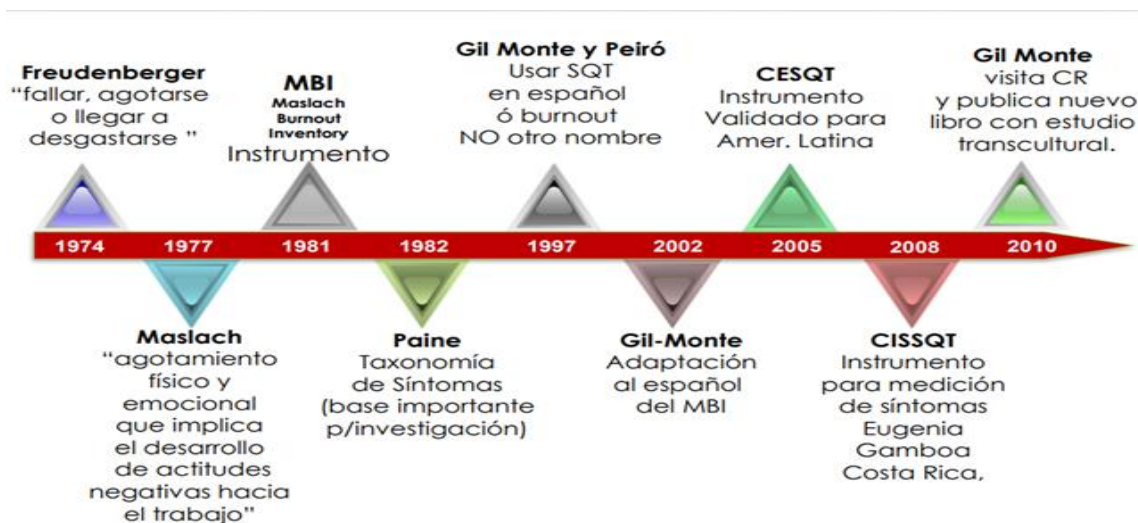 Freudenberger
“fallar, agotarse
o llegar a
desgastarse ”
MBI
Maslach
Burnout
Inventory
Instrumento
Gil Monte y Peiró
Usar SQT
en español
ó burnout
NO otro nombre
CESQT
Instrumento
Validado para
Amer. Latina
Gil Monte
visita CR
y publica nuevo
libro con estudio
transcultural.
1974 1977 1981 1982 1997 2002 2005 2008 2010
Maslach
“agotamiento
físico y
emocional
que implica
el desarrollo
de actitudes
negativas hacia
el trabajo”
Paine
Taxonomía
de Síntomas
(base importante
p/investigación)
Gil-Monte
Adaptación
al español
del MBI
CISSQT
Instrumento
para medición
de síntomas
Eugenia
Gamboa
Costa Rica,